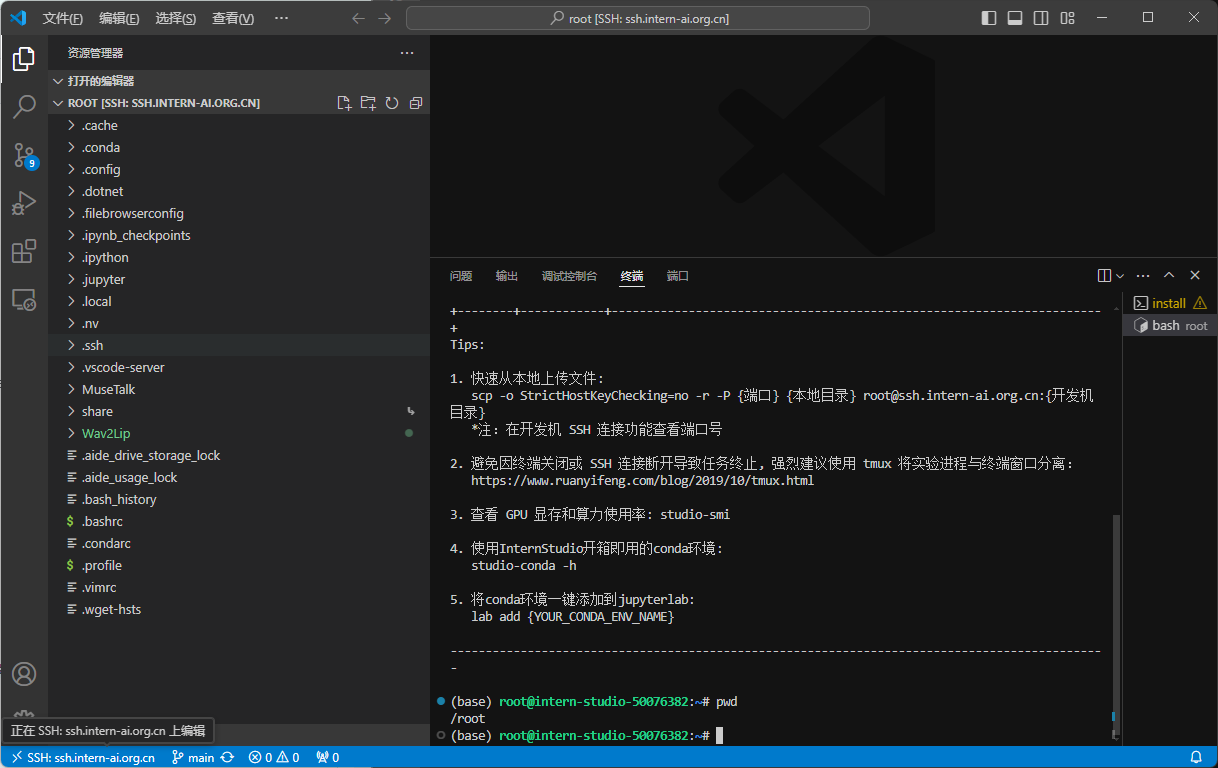 文件(F) 编辑(E) 选择(S) 查看(V) ··· root [SSH: ssh.intern-ai.org.cn]
资源管理器
打开的编辑器
ROOT [SSH: SSH.INTERN-AI.ORG.CN]
.cache
.conda
.config
.dotnet
.filebrowserconfig
.ipynb_checkpoints
.ipython
.jupyter
.local
.nv
.ssh
.vscode-server
MuseTalk
share
Wav2Lip
.aide_drive_storage_lock
.aide_usage_lock
.bash_history
$ .bashrc
.condarc
$ .profile
.vimrc
.wget-hsts
9
问题 输出 调试控制台 终端 端口
+--------+------------+----------------------------------------------------------------------
+
Tips:
1. 快速从本地上传文件:
scp -o StrictHostKeyChecking=no -r -P {端口} {本地目录} root@ssh.intern-ai.org.cn:{开发机
目录}
*注: 在开发机 SSH 连接功能查看端口号
2. 避免因终端关闭或 SSH 连接断开导致任务终止, 强烈建议使用 tmux 将实验进程与终端窗口分离:
https://www.ruanyifeng.com/blog/2019/10/tmux.html
3. 查看 GPU 显存和算力使用率: studio-smi
4. 使用InternStudio开箱即用的conda环境:
studio-conda -h
5. 将conda环境一键添加到jupyterlab:
lab add {YOUR_CONDA_ENV_NAME}
---------------------------------------------------------------------------------------------
-
(base) root@intern-studio-50076382:~# pwd
/root
(base) root@intern-studio-50076382:~#
install
bash root
正在 SSH: ssh.intern-ai.org.cn 上编辑
SSH: ssh.intern-ai.org.cn main 0 0 0